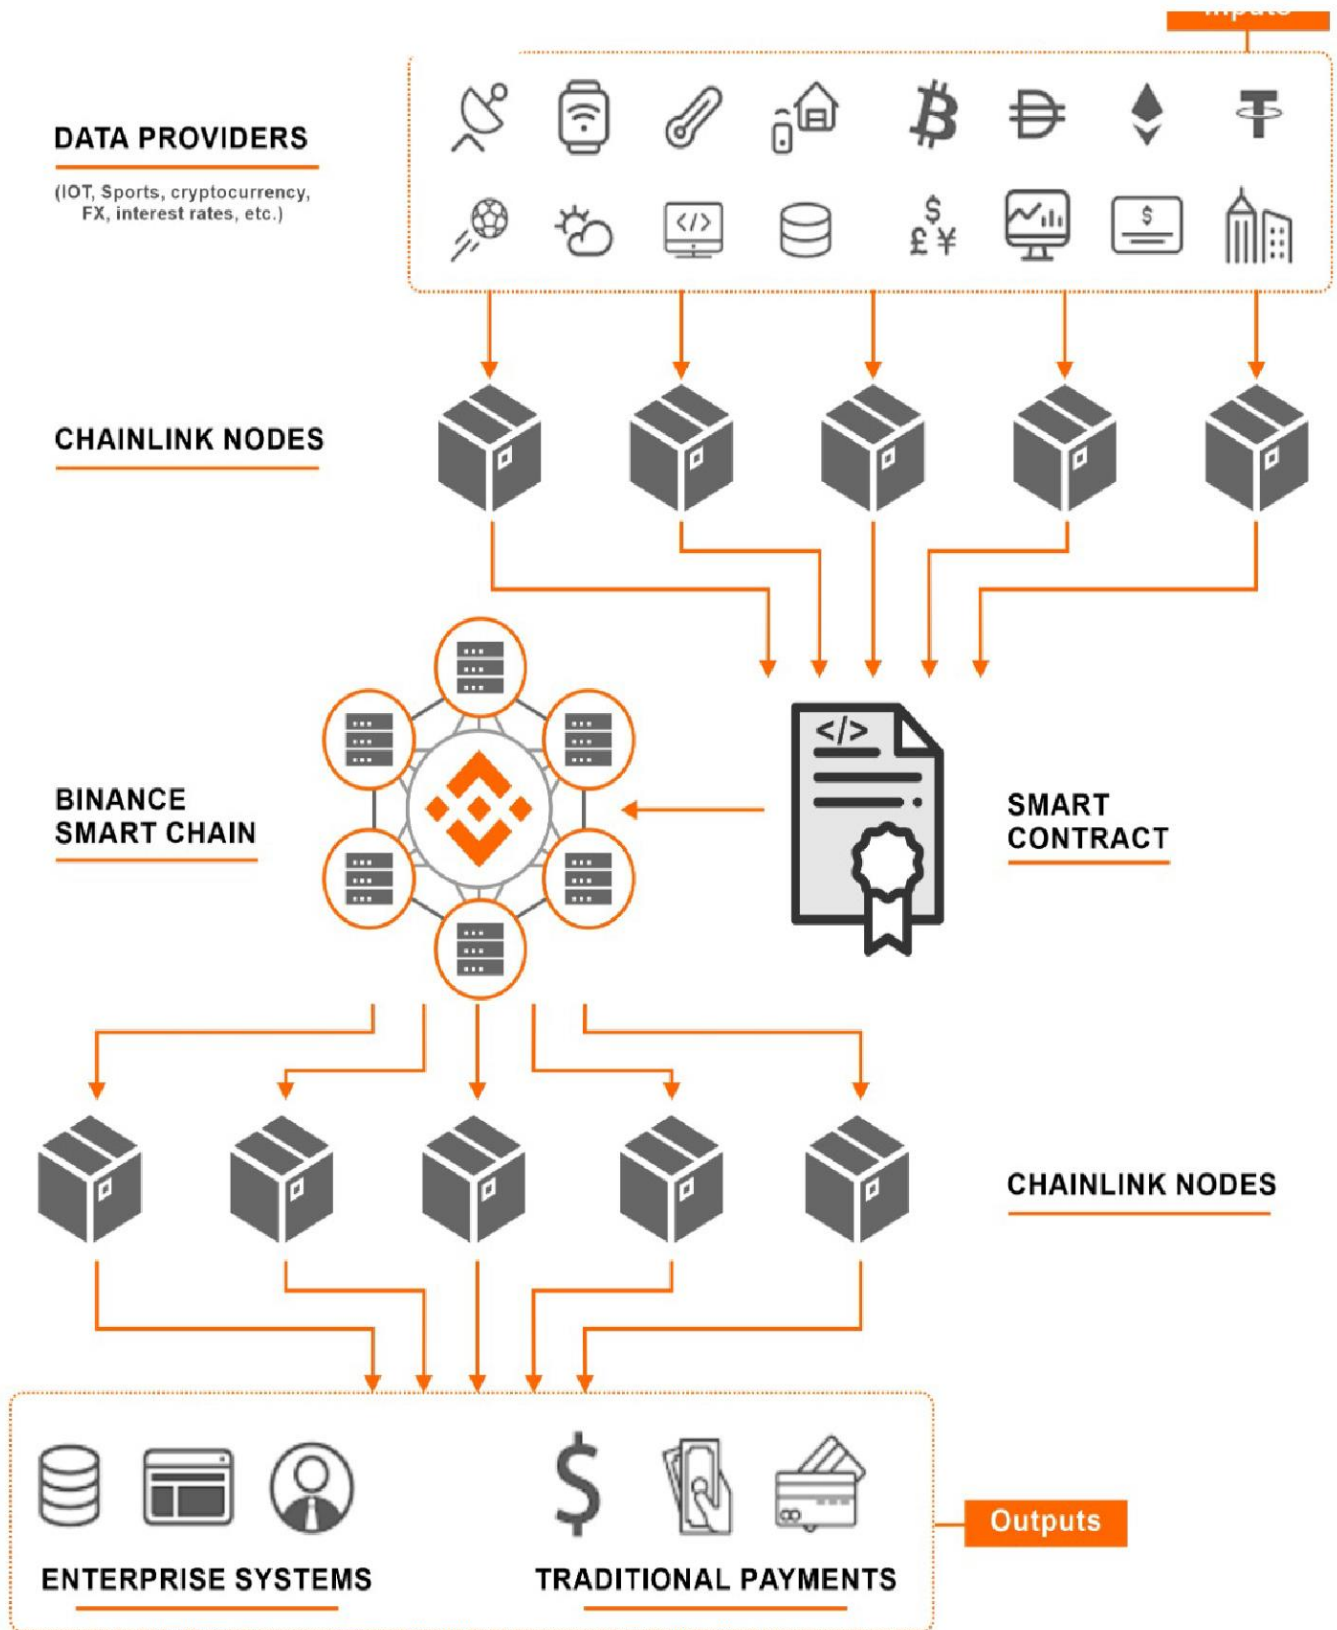 Inputs
DATA PROVIDERS
(IOT, Sports, cryptocurrency,
FX, interest rates, etc.)
CHAINLINK NODES
BINANCE
SMART CHAIN
SMART
CONTRACT
CHAINLINK NODES
ENTERPRISE SYSTEMS
TRADITIONAL PAYMENTS
Outputs